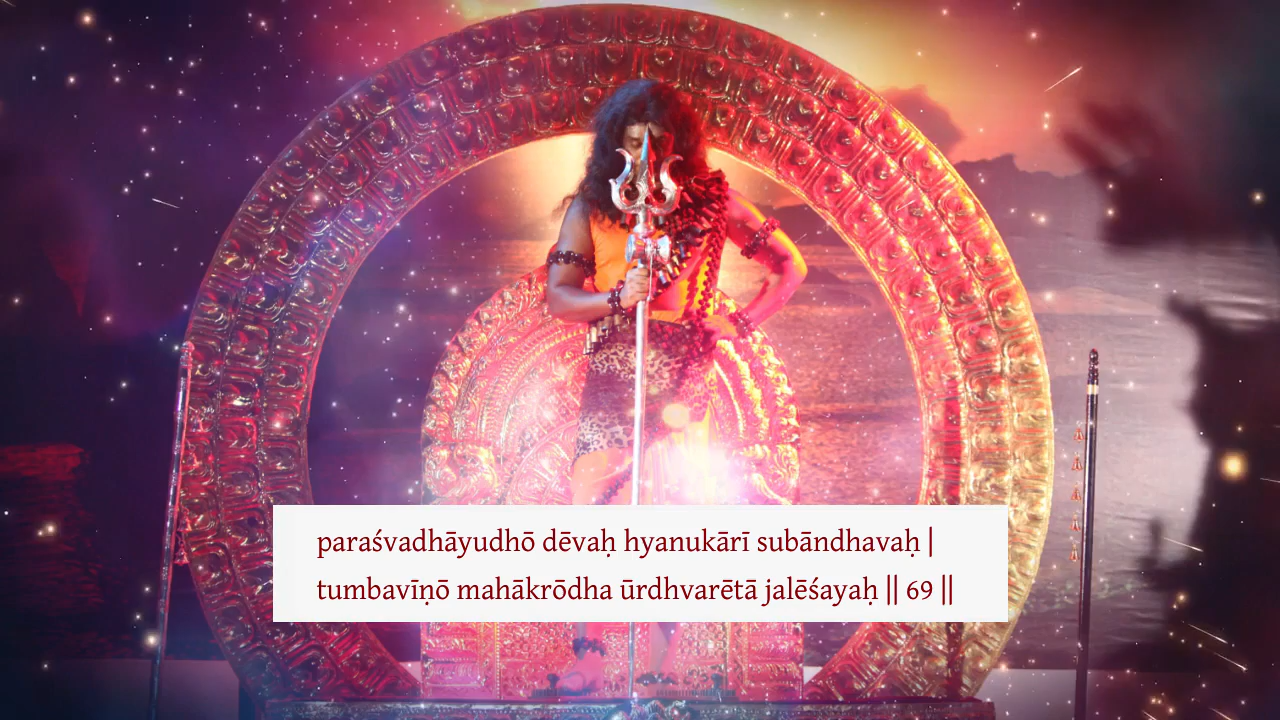 paraśvadhāyudhō dēvaḥ hyanukārī subāndhavaḥ |
tumbavīṇō mahākrōdha ūrdhvarētā jalēśayaḥ || 69 ||